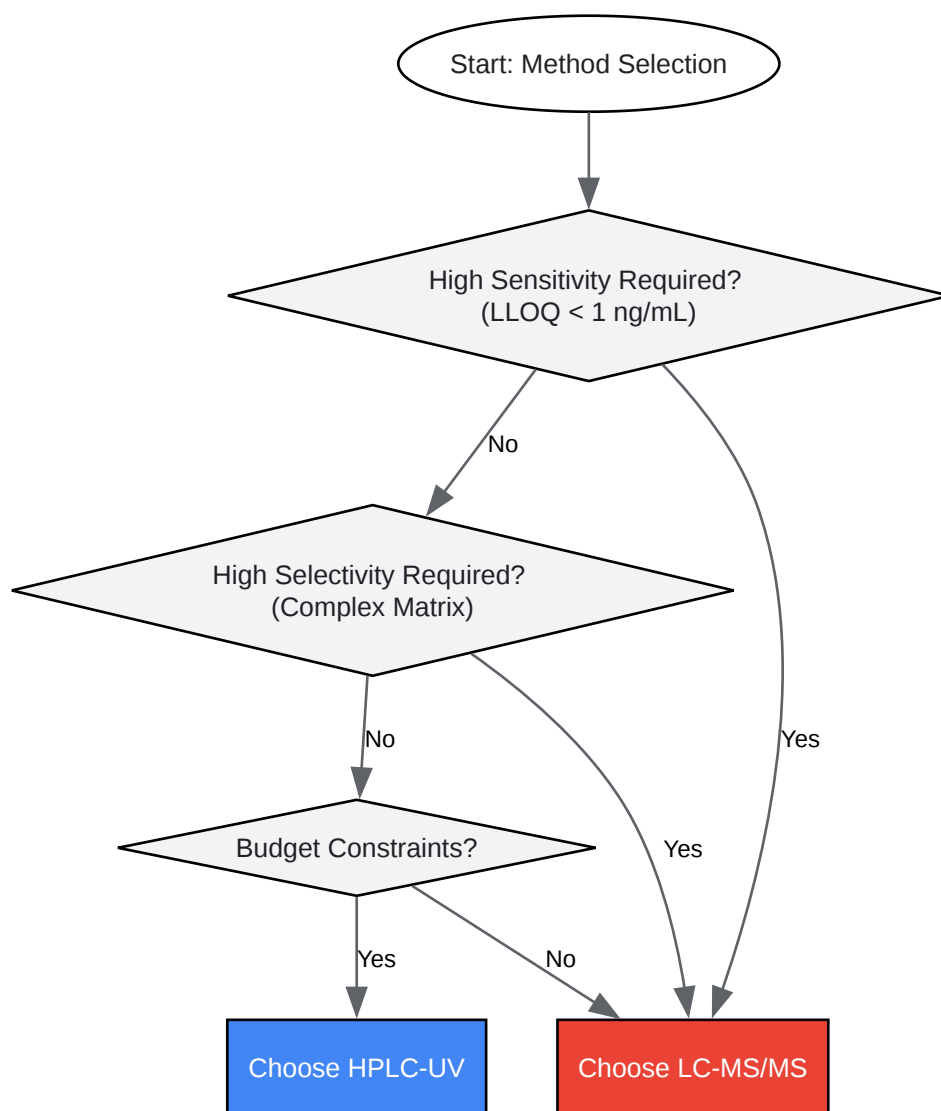 Start: Method Selection
High Sensitivity Required?
(LLOQ < 1 ng/mL)
No
High Selectivity Required?
(Complex Matrix)
No
Yes
Budget Constraints?
Yes
Yes
No
Choose HPLC-UV
Choose LC-MS/MS